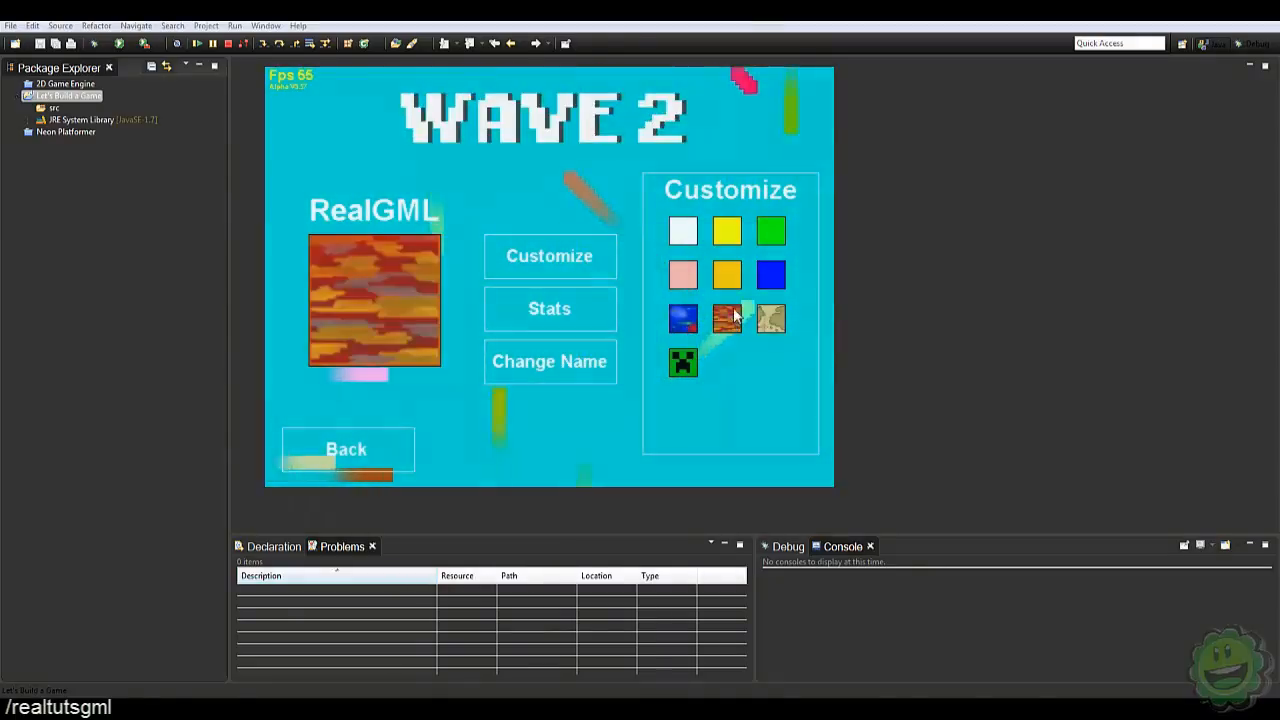 File Edit Source Refactor Navigate Search Project Run Window Help
Quick Access
Java
Debug
Package Explorer
2D Game Engine
Let's Build a Game
src
JRE System Library [JavaSE-1.7]
Neon Platformer
Fps 55
WAVE 2
RealGML
Customize
Stats
Change Name
Back
Customize
Declaration Problems
0 items
Description Resource Path Location Type
Debug Console
No consoles to display at this time.
Let's Build a Game
/realtutsgml